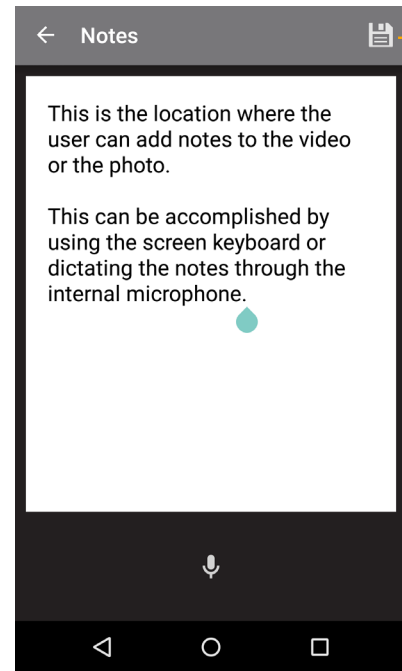 Notes
This is the location where the
user can add notes to the video
or the photo.
This can be accomplished by
using the screen keyboard or
dictating the notes through the
internal microphone.